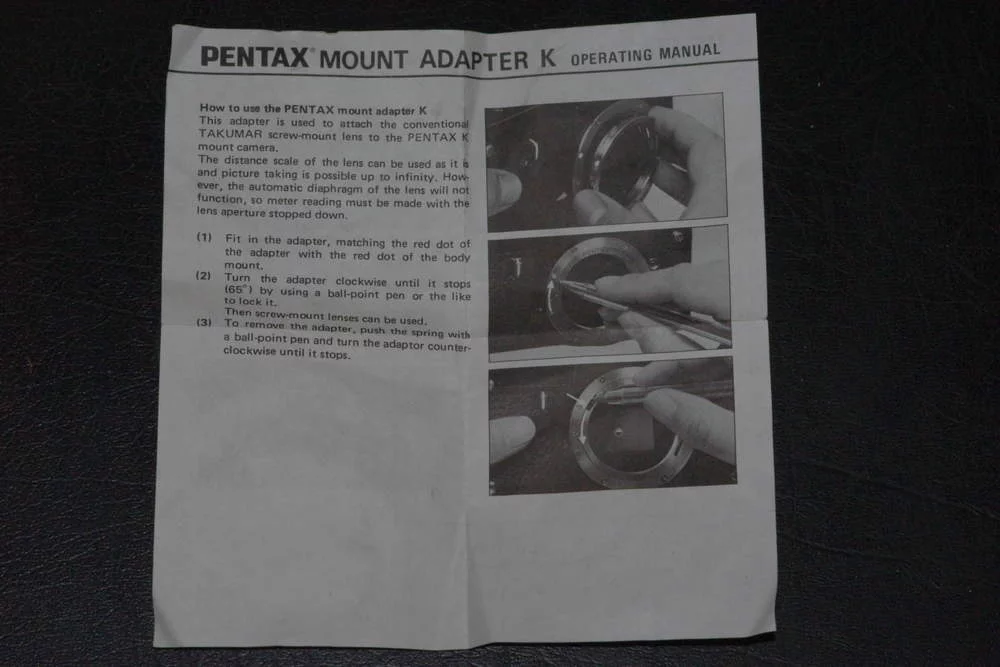 PENTAX® MOUNT ADAPTER K OPERATING MANUAL
How to use the PENTAX mount adapter K
This adapter is used to attach the conventional
TAKUMAR screw-mount lens to the PENTAX K
mount camera.
The distance scale of the lens can be used as it is
and picture taking is possible up to infinity. How-
ever, the automatic diaphragm of the lens will not
function, so meter reading must be made with the
lens aperture stopped down.
(1) Fit in the adapter, matching the red dot of
the adapter with the red dot of the body
mount.
(2) Turn the adapter clockwise until it stops
(65°) by using a ball-point pen or the like
to lock it.
Then screw-mount lenses can be used.
(3) To remove the adapter, push the spring with
a ball-point pen and turn the adaptor counter-
clockwise until it stops.